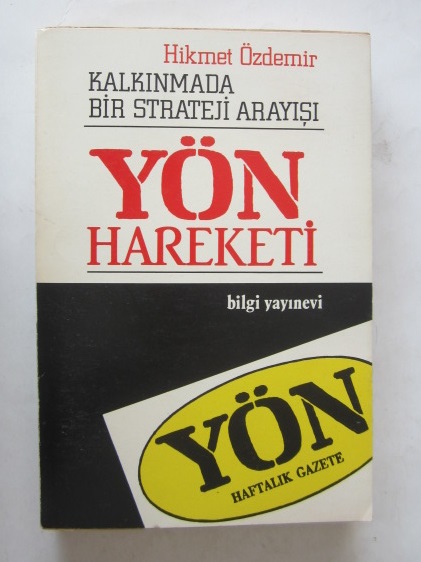 Hikmet Özdemir
KALKINMADA
BİR STRATEJİ ARAYIŞI
YÖN
HAREKETİ
bilgi yayınevi
YÖN
HAFTALIK GAZETE